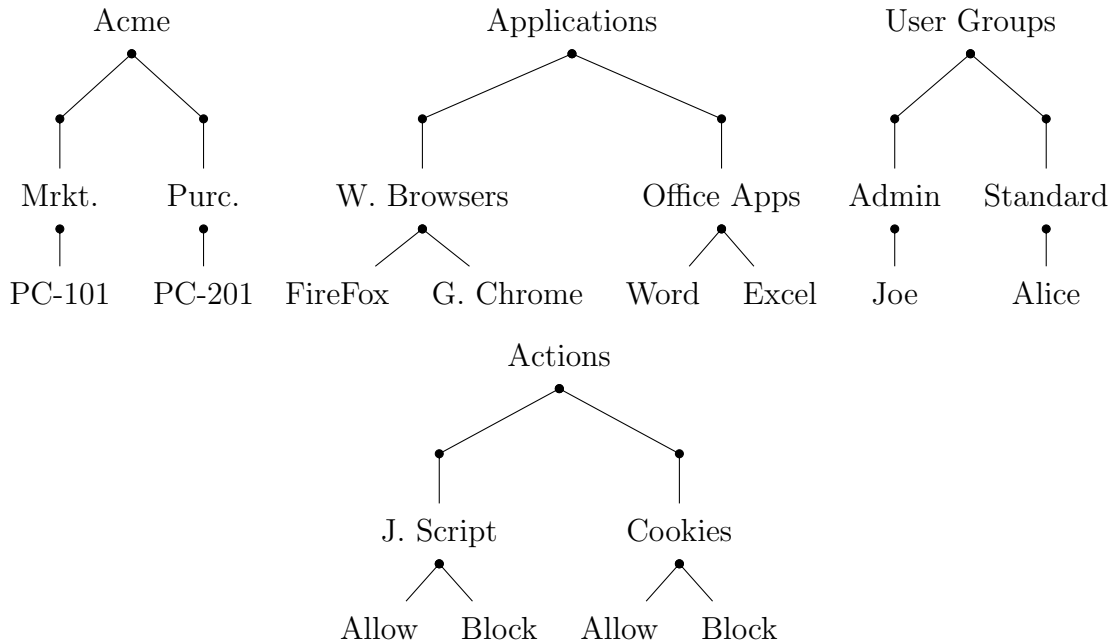 Acme Applications User Groups
Mrkt. Purc. W. Browsers Office Apps Admin Standard
PC-101 PC-201 FireFox G. Chrome Word Excel Joe Alice
Actions
J. Script Cookies
Allow Block Allow Block